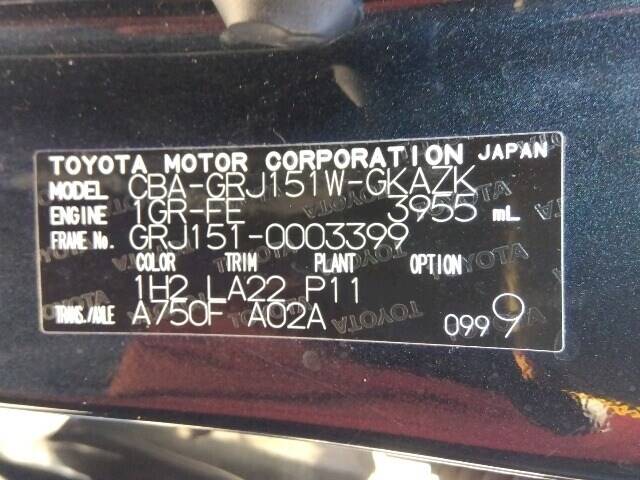 TOYOTA MOTOR CORPORATION JAPAN
MODEL CBA-GRJ151W-GKAZK
ENGINE 1GR-FE 3955 mL
FRAME No. GRJ151-0003399
COLOR TRIM PLANT OPTION
1H2 LA22 P11
TRANS./AXLE A750F A02A
099 9